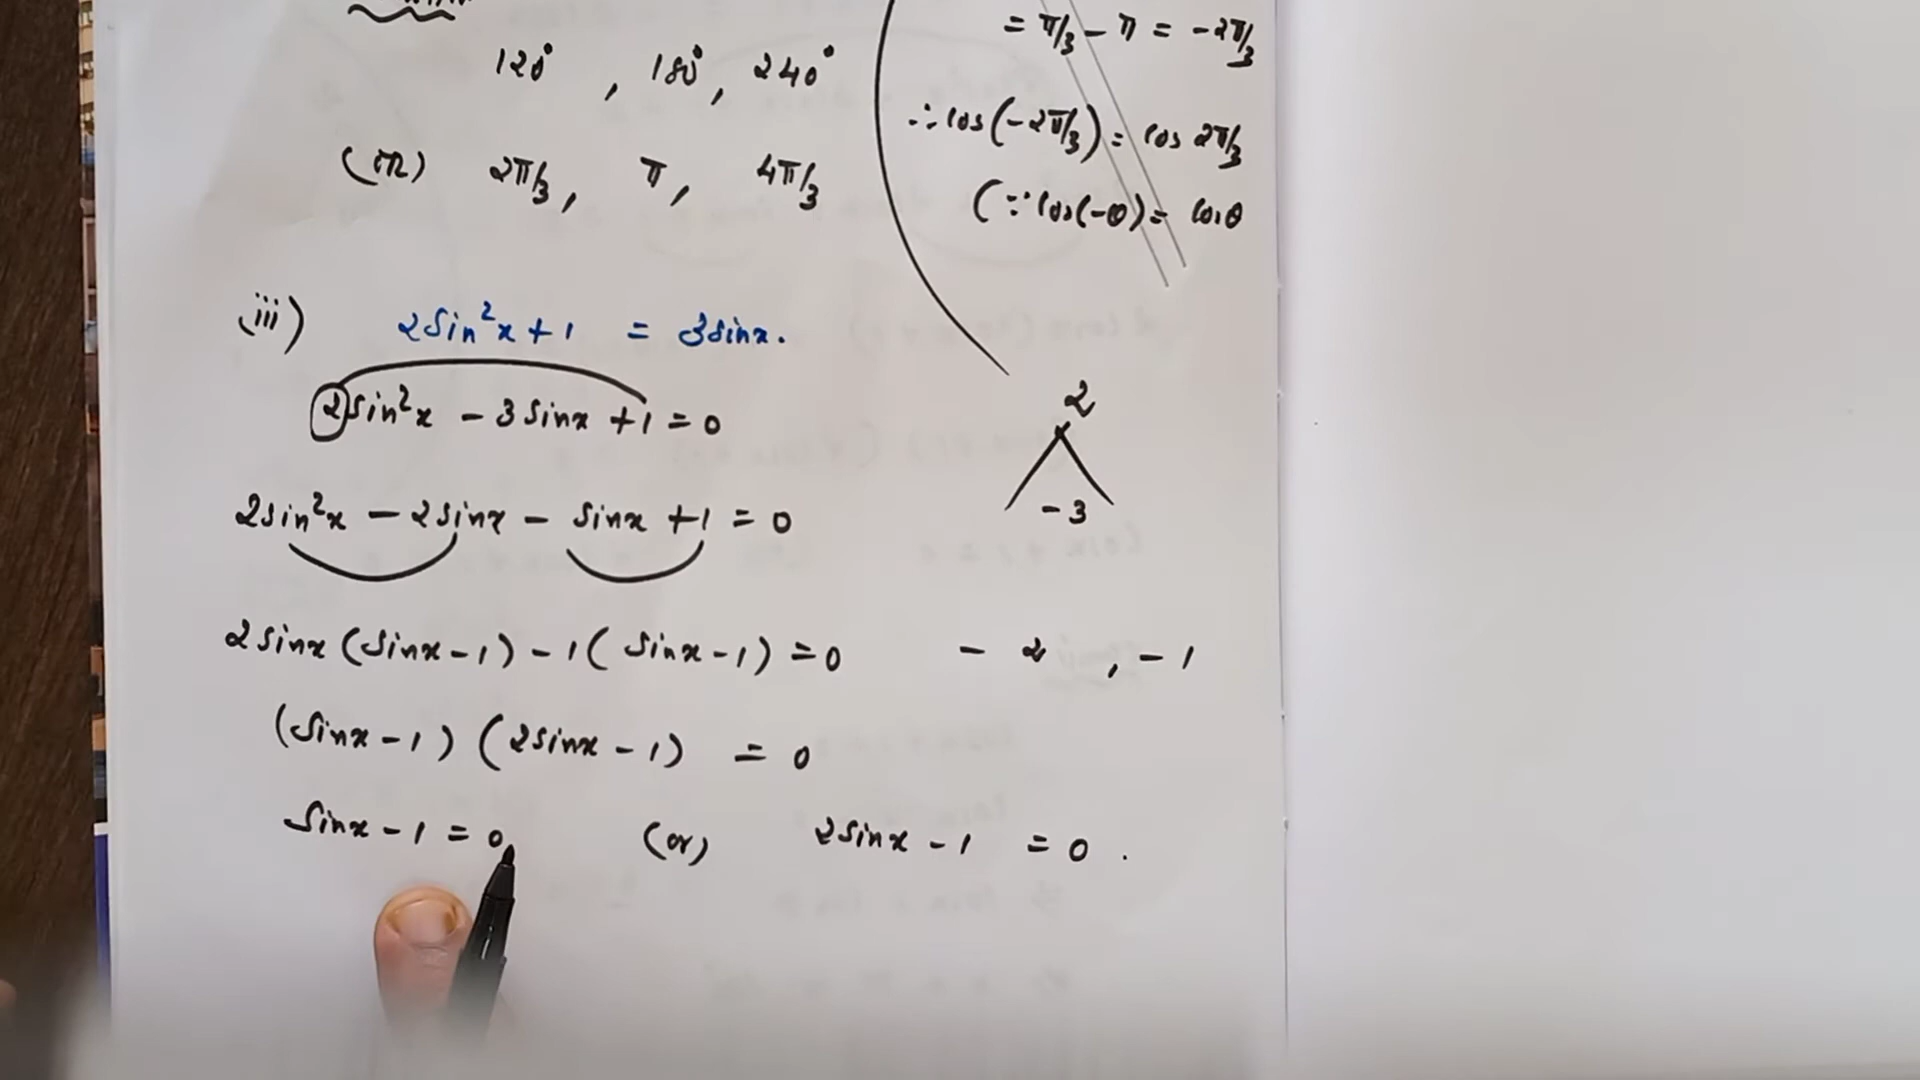 120° , 180°, 240°
(or) 2π/3, π, 4π/3
= π/3 - π = -2π/3
∴ cos(-2π/3) = cos 2π/3
(∵ cos(-θ) = cosθ
iii) 2sin²x + 1 = 3sinx.
2sin²x - 3sinx + 1 = 0
2
-3
2sin²x - 2sinx - sinx + 1 = 0
2sinx (sinx - 1) - 1 ( sinx - 1) = 0
- 2 , - 1
(sinx - 1) (2sinx - 1) = 0
sinx - 1 = 0 (or) 2sinx - 1 = 0 .